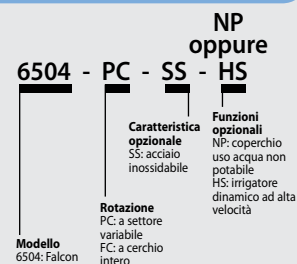 NP
oppure
6504 - PC - SS - HS
Caratteristica
opzionale
SS: acciaio
inossidabile
Funzioni
opzionali
NP: coperchio
uso acqua non
potabile
HS: irrigatore
dinamico ad alta
velocità
Rotazione
PC: a settore
variabile
FC: a cerchio
intero
Modello
6504: Falcon